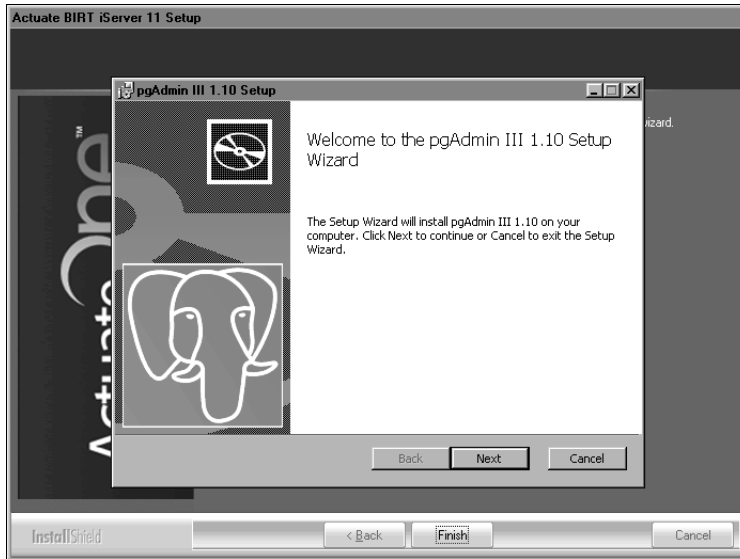 Actuate BIRT iServer 11 Setup
pgAdmin III 1.10 Setup
izard.
Welcome to the pgAdmin III 1.10 Setup
Wizard
The Setup Wizard will install pgAdmin III 1.10 on your
computer. Click Next to continue or Cancel to exit the Setup
Wizard.
ActuateOne™
Back
Next
Cancel
InstallShield
< Back
Finish
Cancel